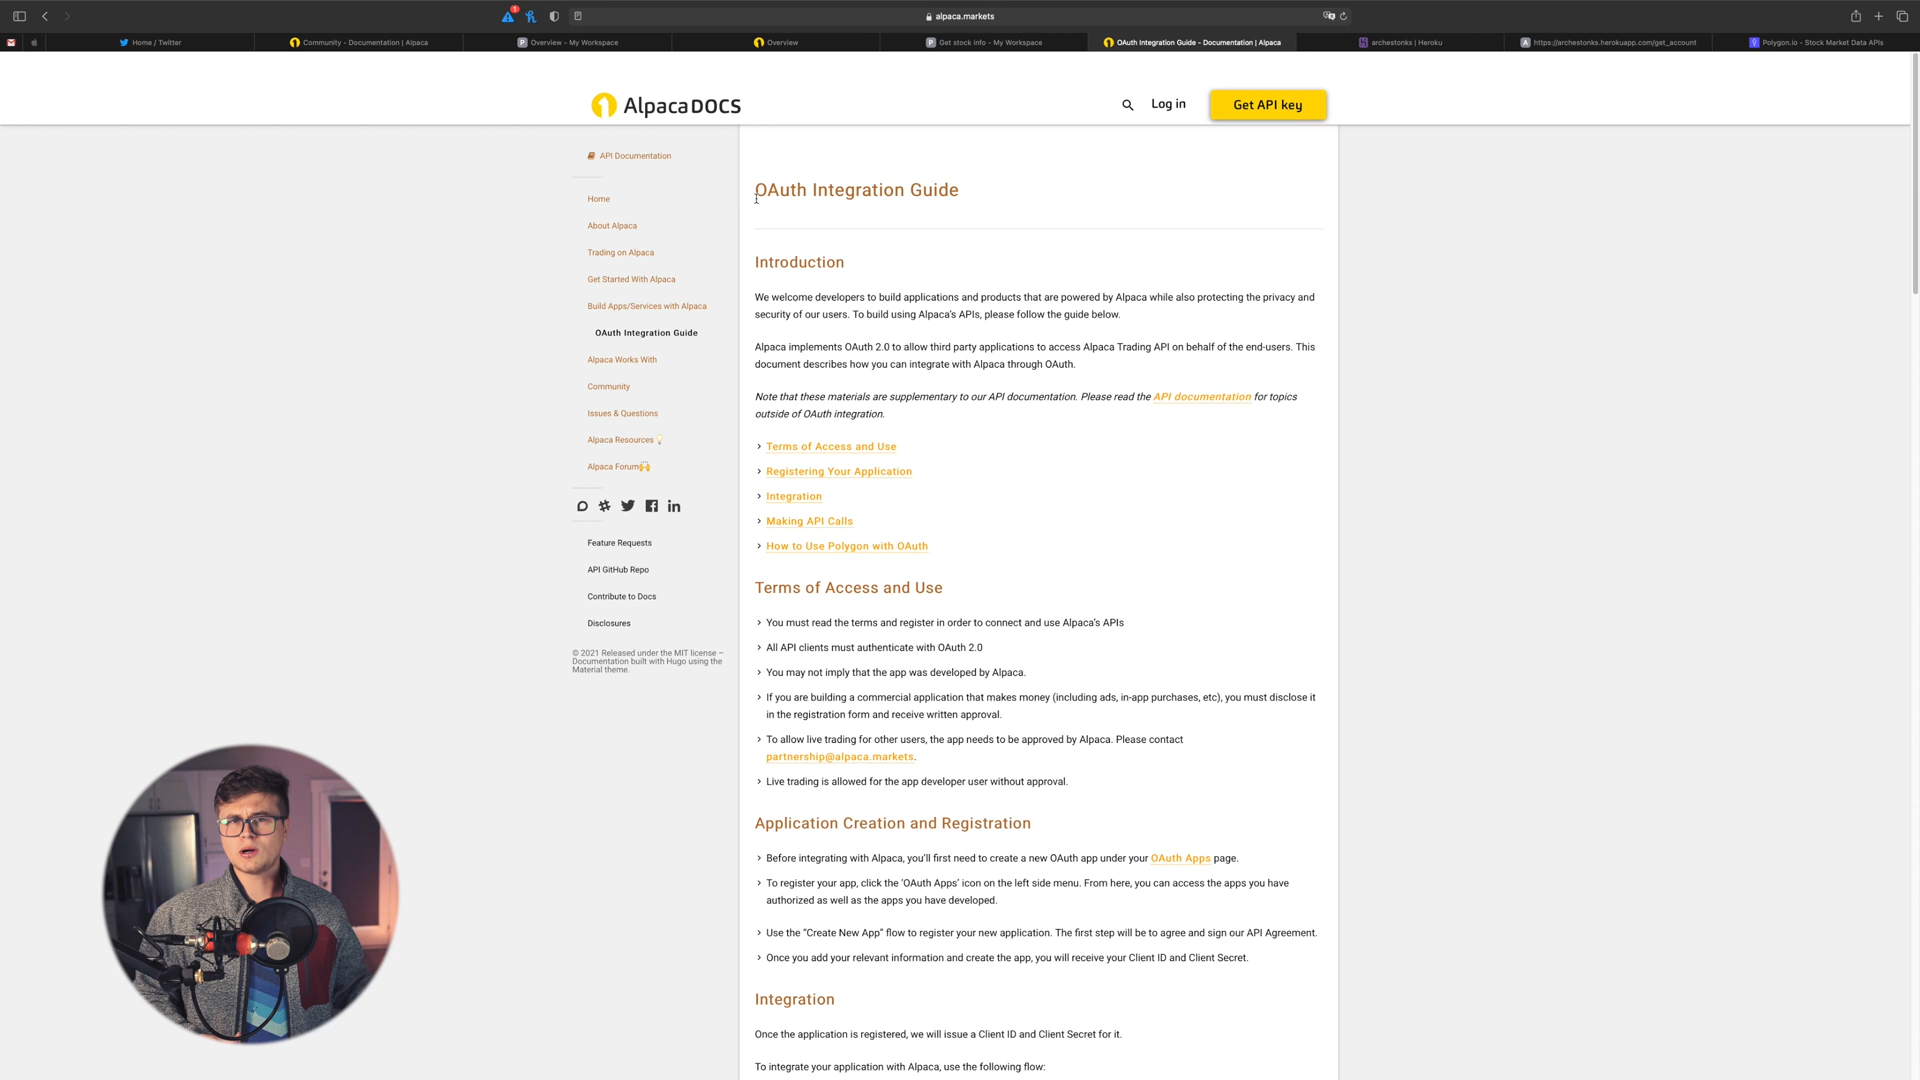 alpaca.markets
1
Home / Twitter
Community - Documentation | Alpaca
Overview - My Workspace
Overview
Get stock info - My Workspace
OAuth Integration Guide - Documentation | Alpaca
archestonks | Heroku
https://archestonks.herokuapp.com/get_account
Polygon.io - Stock Market Data APIs
AlpacaDOCS
Log in
Get API key
API Documentation
Home
About Alpaca
Trading on Alpaca
Get Started With Alpaca
Build Apps/Services with Alpaca
OAuth Integration Guide
Alpaca Works With
Community
Issues & Questions
Alpaca Resources
Alpaca Forum
Feature Requests
API GitHub Repo
Contribute to Docs
Disclosures
© 2021 Released under the MIT license –
Documentation built with Hugo using the
Material theme.
OAuth Integration Guide
Introduction
We welcome developers to build applications and products that are powered by Alpaca while also protecting the privacy and
security of our users. To build using Alpaca's APIs, please follow the guide below.
Alpaca implements OAuth 2.0 to allow third party applications to access Alpaca Trading API on behalf of the end-users. This
document describes how you can integrate with Alpaca through OAuth.
Note that these materials are supplementary to our API documentation. Please read the API documentation for topics
outside of OAuth integration.
Terms of Access and Use
Registering Your Application
Integration
Making API Calls
How to Use Polygon with OAuth
Terms of Access and Use
You must read the terms and register in order to connect and use Alpaca's APIs
All API clients must authenticate with OAuth 2.0
You may not imply that the app was developed by Alpaca.
If you are building a commercial application that makes money (including ads, in-app purchases, etc), you must disclose it
in the registration form and receive written approval.
To allow live trading for other users, the app needs to be approved by Alpaca. Please contact
partnership@alpaca.markets.
Live trading is allowed for the app developer user without approval.
Application Creation and Registration
Before integrating with Alpaca, you'll first need to create a new OAuth app under your OAuth Apps page.
To register your app, click the 'OAuth Apps' icon on the left side menu. From here, you can access the apps you have
authorized as well as the apps you have developed.
Use the "Create New App" flow to register your new application. The first step will be to agree and sign our API Agreement.
Once you add your relevant information and create the app, you will receive your Client ID and Client Secret.
Integration
Once the application is registered, we will issue a Client ID and Client Secret for it.
To integrate your application with Alpaca, use the following flow: